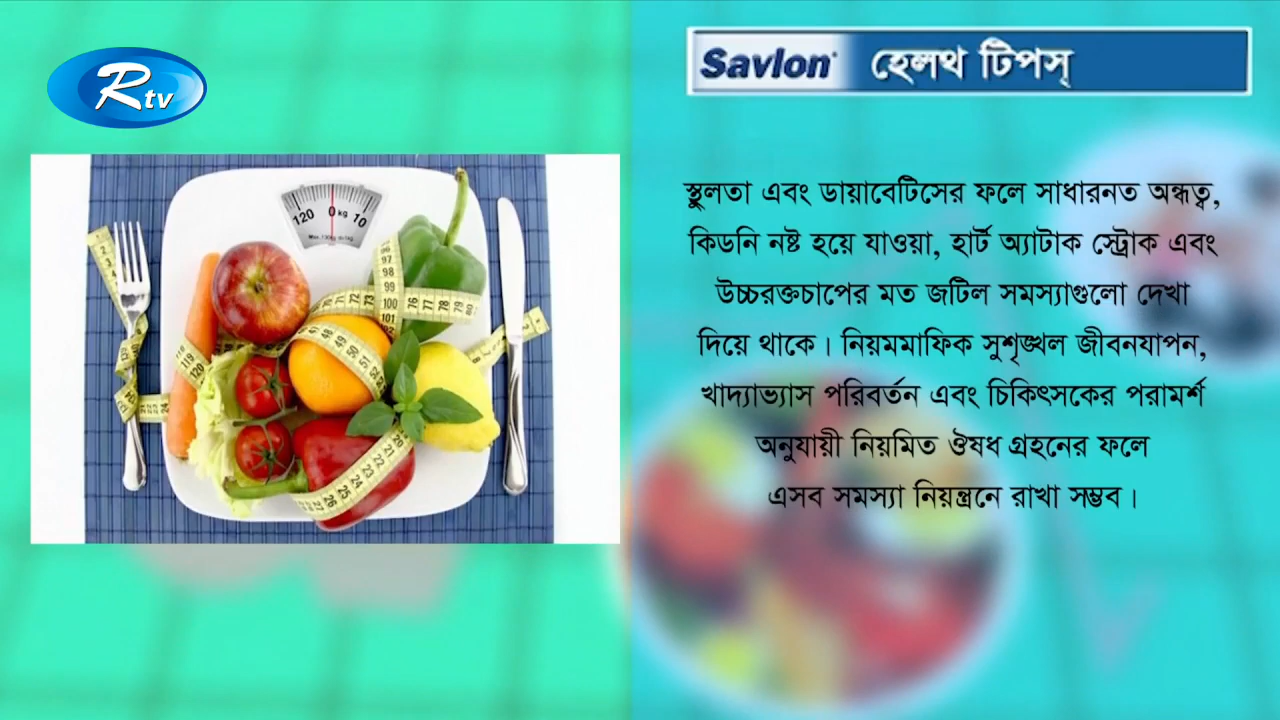 Rtv
Savlon হেলথ টিপস্
স্থুলতা এবং ডায়াবেটিসের ফলে সাধারনত অন্ধত্ব,
কিডনি নষ্ট হয়ে যাওয়া, হার্ট অ্যাটাক স্ট্রোক এবং
উচ্চরক্তচাপের মত জটিল সমস্যাগুলো দেখা
দিয়ে থাকে। নিয়মমাফিক সুশৃঙ্খল জীবনযাপন,
খাদ্যাভ্যাস পরিবর্তন এবং চিকিৎসকের পরামর্শ
অনুযায়ী নিয়মিত ঔষধ গ্রহনের ফলে
এসব সমস্যা নিয়ন্ত্রনে রাখা সম্ভব।
120 0 kg 10